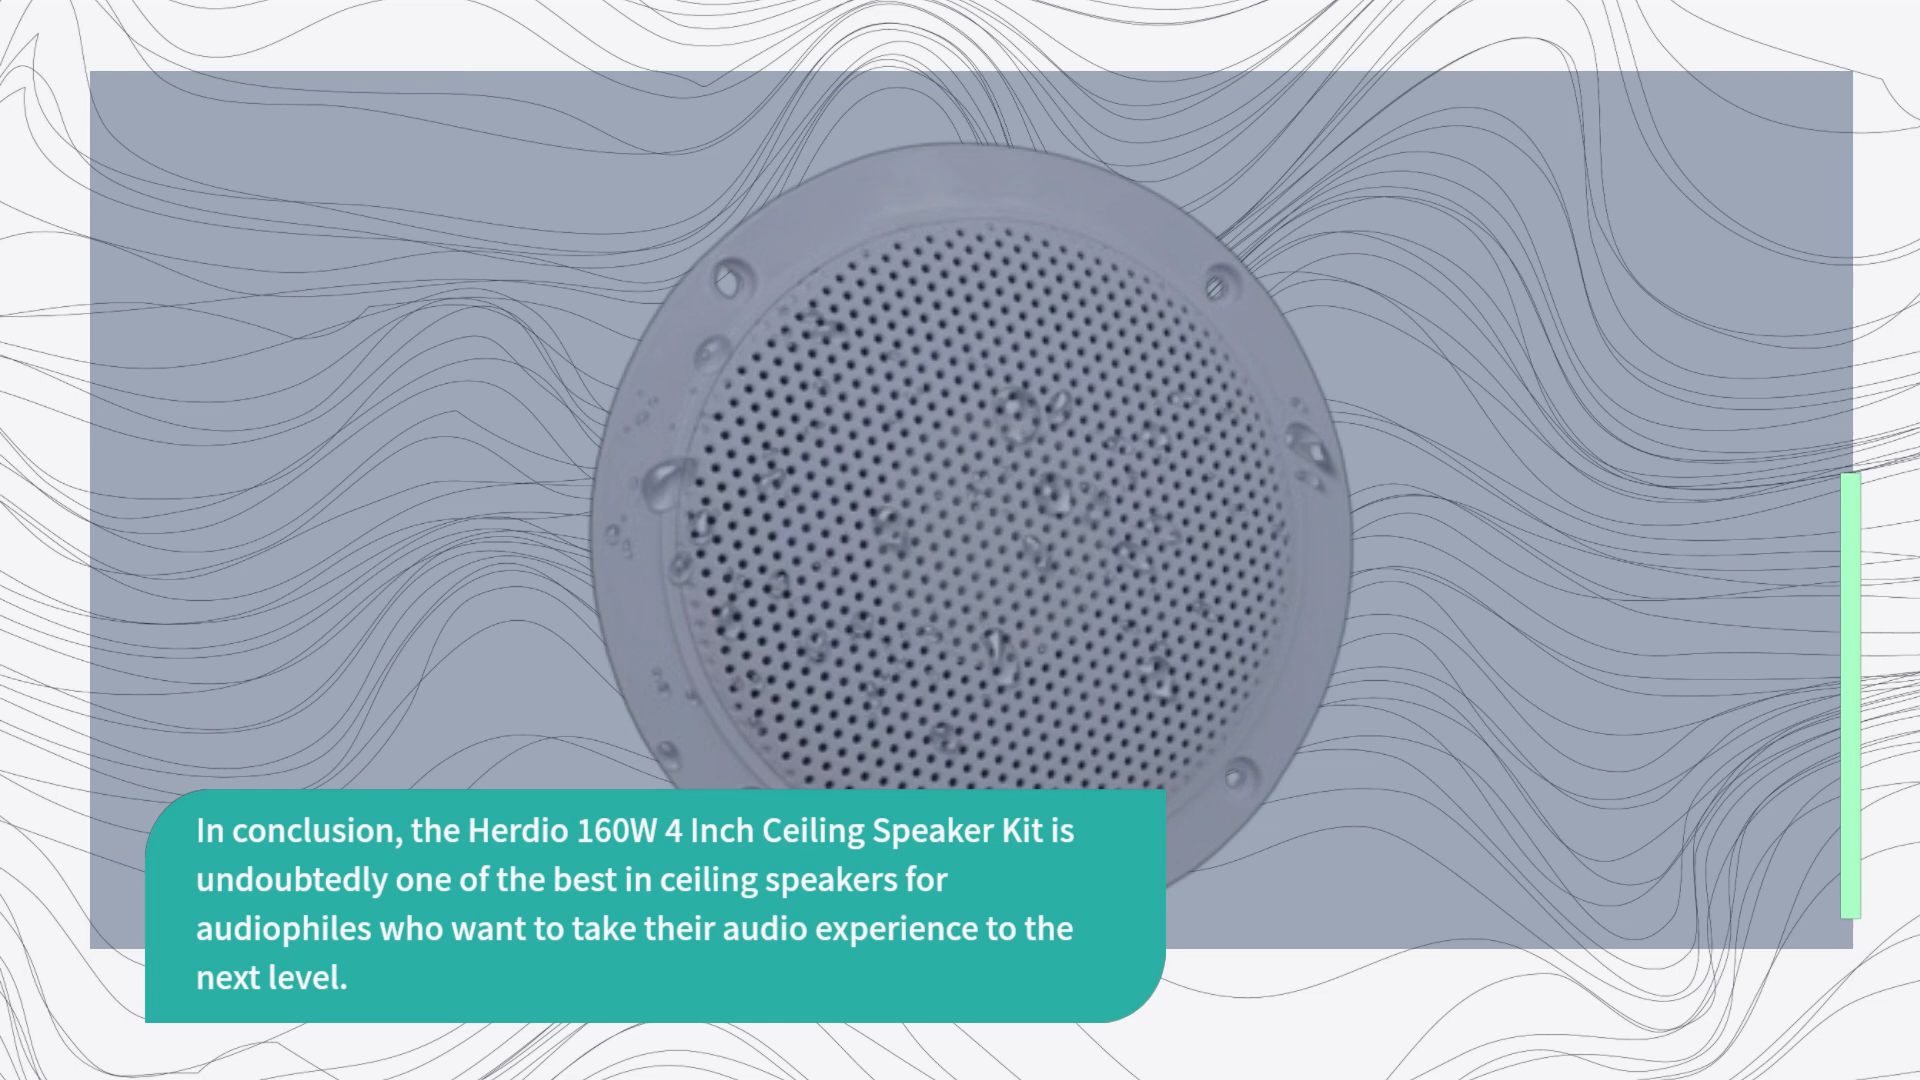 In conclusion, the Herdio 160W 4 Inch Ceiling Speaker Kit is
undoubtedly one of the best in ceiling speakers for
audiophiles who want to take their audio experience to the
next level.